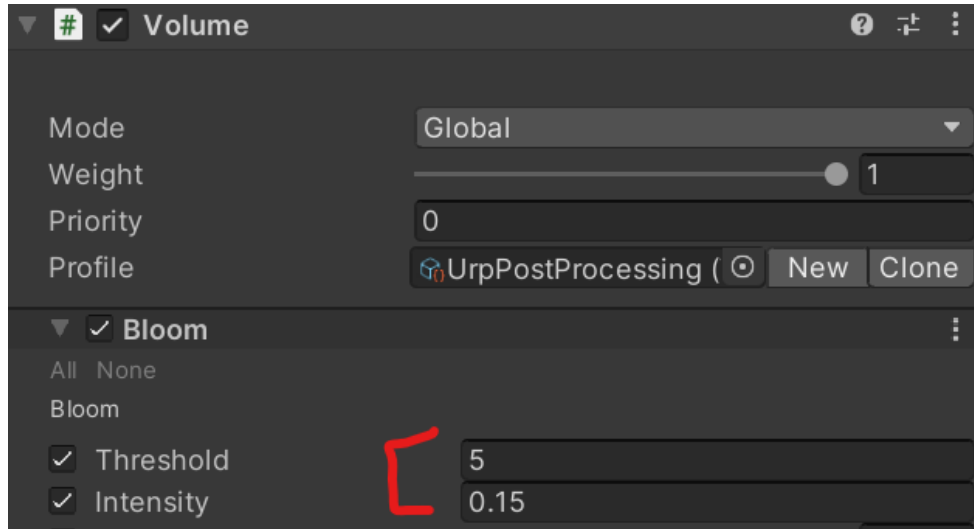 # Volume
Mode Global
Weight 1
Priority 0
Profile UrpPostProcessing ( New Clone
Bloom
All None
Bloom
Threshold 5
Intensity 0.15